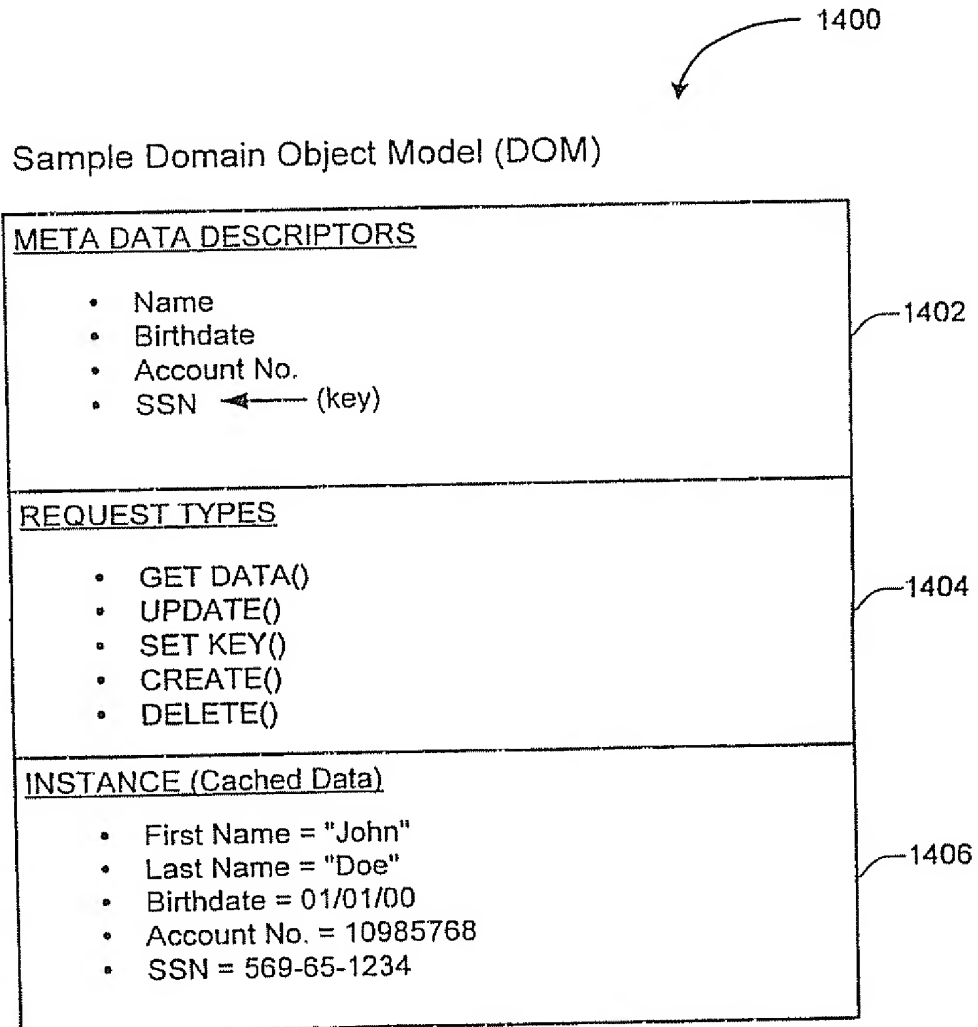 1400
Sample Domain Object Model (DOM)
META DATA DESCRIPTORS
• Name
• Birthdate
• Account No.
• SSN (key)
1402
REQUEST TYPES
• GET DATA()
• UPDATE()
• SET KEY()
• CREATE()
• DELETE()
1404
INSTANCE (Cached Data)
• First Name = "John"
• Last Name = "Doe"
• Birthdate = 01/01/00
• Account No. = 10985768
• SSN = 569-65-1234
1406